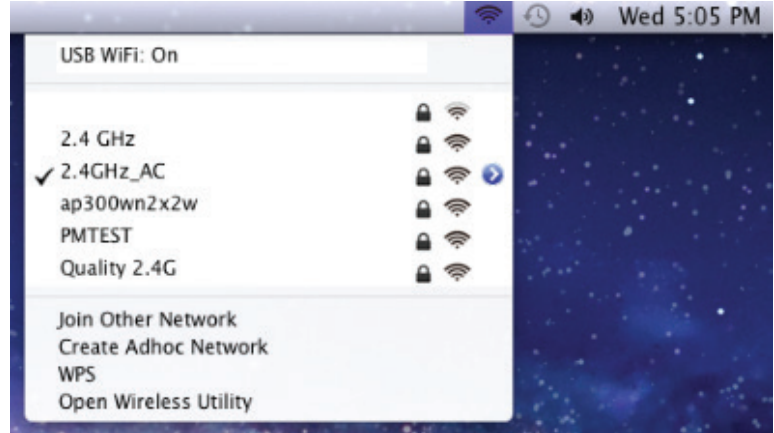 Wed 5:05 PM
USB WiFi: On
2.4 GHz
2.4GHz_AC
ap300wn2x2w
PMTEST
Quality 2.4G
Join Other Network
Create Adhoc Network
WPS
Open Wireless Utility